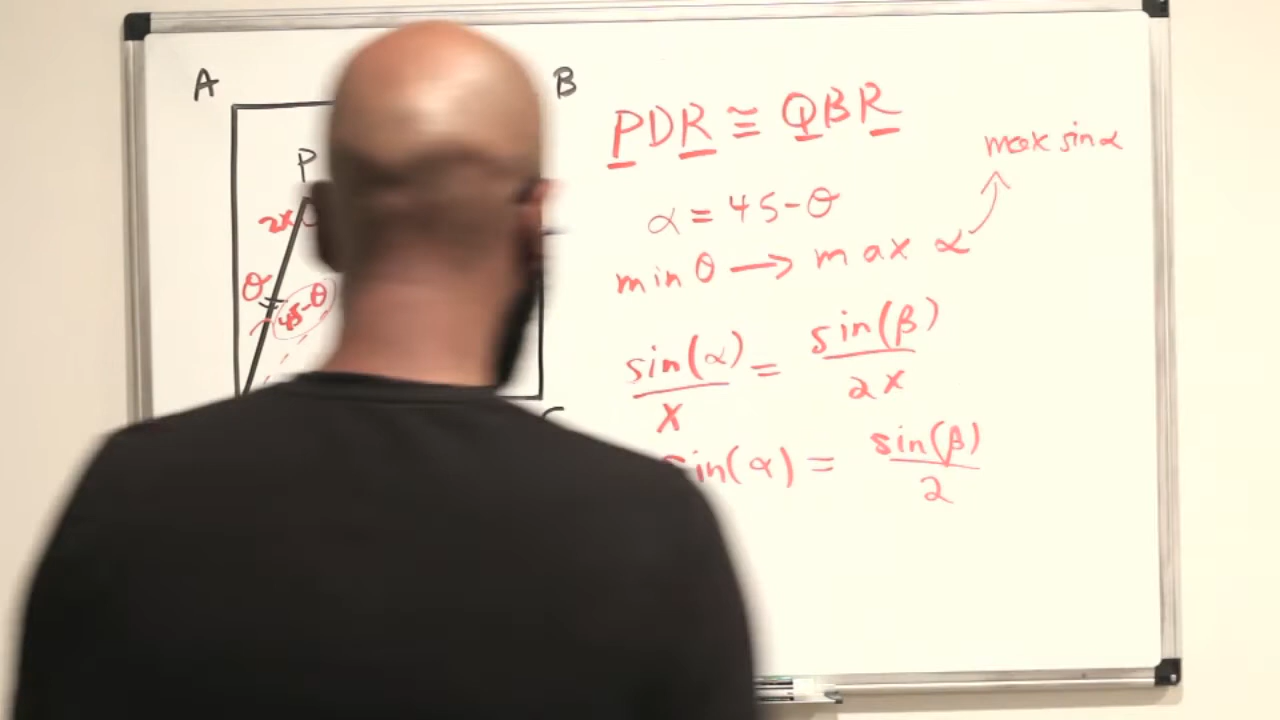 A
B
P
2x
θ
45-θ
PDR ≅ QBR
max sin α
α = 45-θ
min θ → max α
sin(α)/x = sin(β)/2x
sin(α) = sin(β)/2